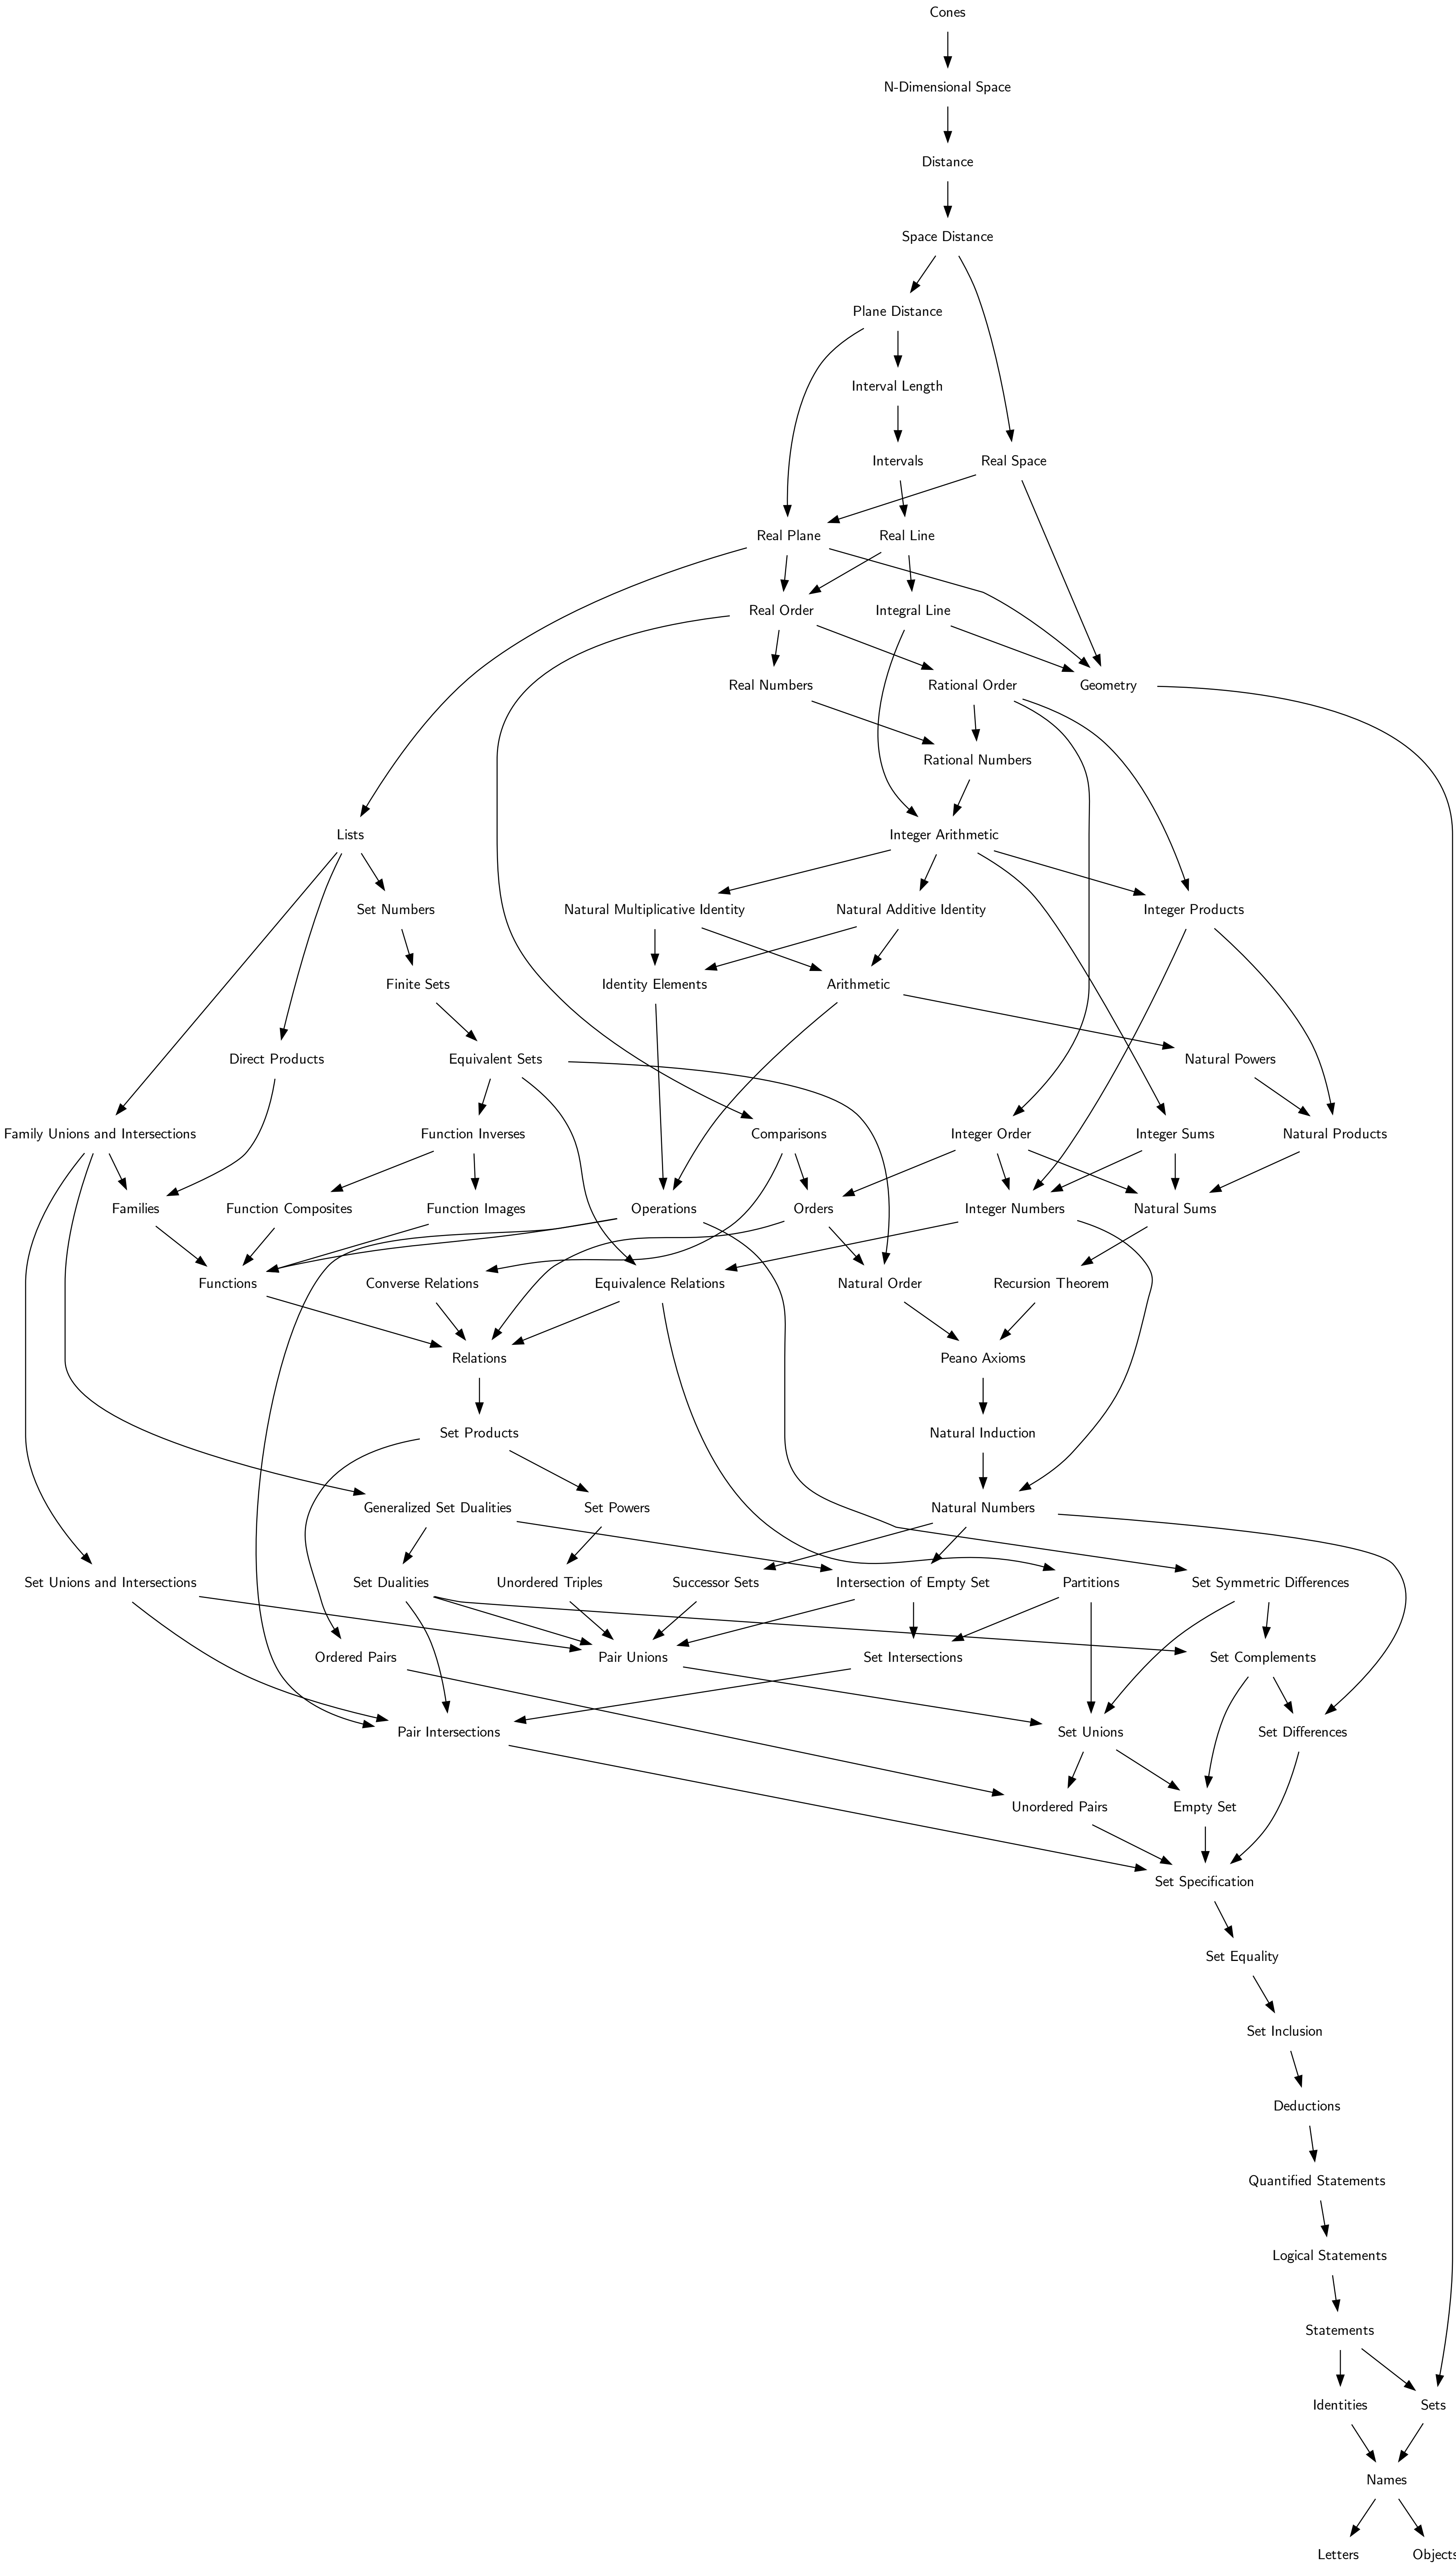 Cones
N-Dimensional Space
Distance
Space Distance
Plane Distance
Interval Length
Intervals
Real Space
Real Plane
Real Line
Real Order
Integral Line
Real Numbers
Rational Order
Geometry
Rational Numbers
Lists
Integer Arithmetic
Set Numbers
Natural Multiplicative Identity
Natural Additive Identity
Integer Products
Finite Sets
Identity Elements
Arithmetic
Direct Products
Equivalent Sets
Natural Powers
Family Unions and Intersections
Function Inverses
Comparisons
Integer Order
Integer Sums
Natural Products
Families
Function Composites
Function Images
Operations
Orders
Integer Numbers
Natural Sums
Functions
Converse Relations
Equivalence Relations
Natural Order
Recursion Theorem
Relations
Peano Axioms
Set Products
Natural Induction
Generalized Set Dualities
Set Powers
Natural Numbers
Set Unions and Intersections
Set Dualities
Unordered Triples
Successor Sets
Intersection of Empty Set
Partitions
Set Symmetric Differences
Ordered Pairs
Pair Unions
Set Intersections
Set Complements
Pair Intersections
Set Unions
Set Differences
Unordered Pairs
Empty Set
Set Specification
Set Equality
Set Inclusion
Deductions
Quantified Statements
Logical Statements
Statements
Identities
Sets
Names
Letters
Objects